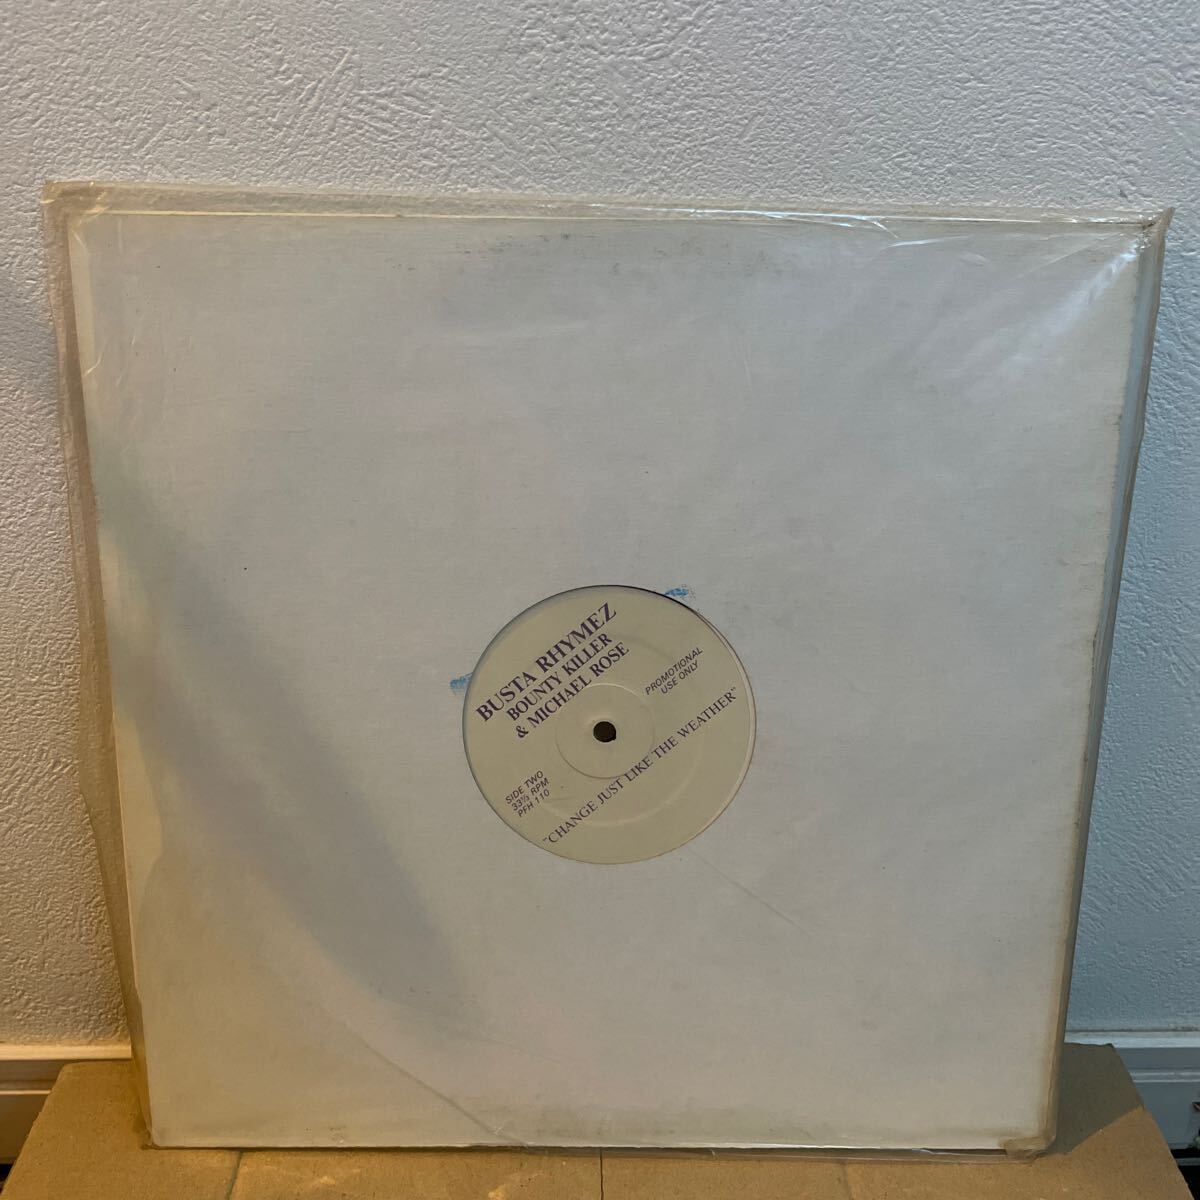 BUSTA RHYMEZ
BOUNTY KILLER
& MICHAEL ROSE
PROMOTIONAL
USE ONLY
SIDE TWO
33⅓ RPM
PFH 110
"CHANGE JUST LIKE THE WEATHER"